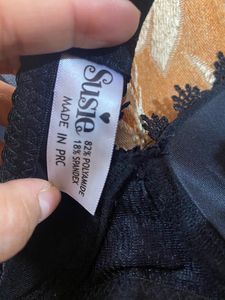 Susie
82% POLYAMIDE
18% SPANDEX
MADE IN PRC